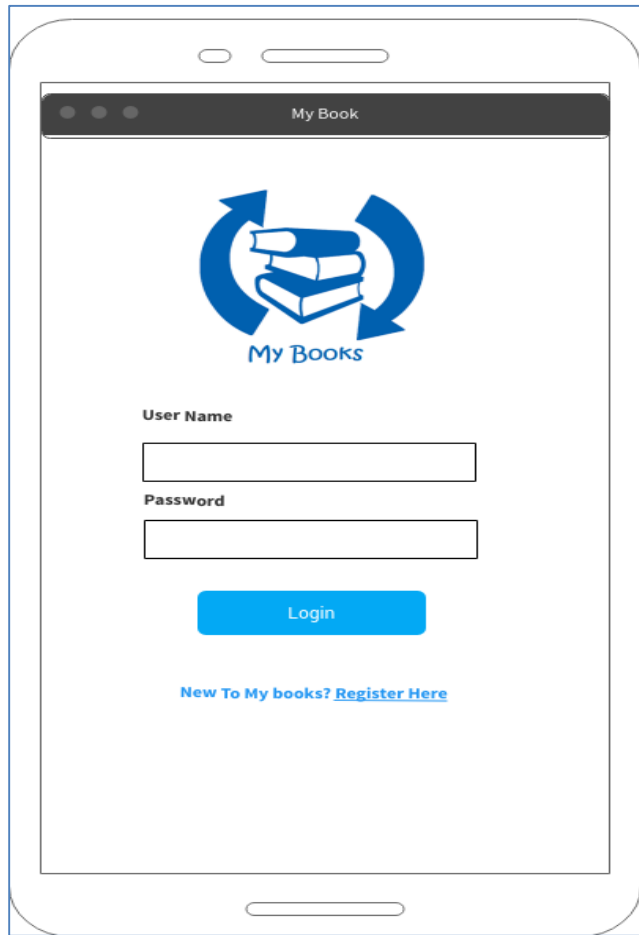 My Book
My Books
User Name
Password
Login
New To My books? Register Here